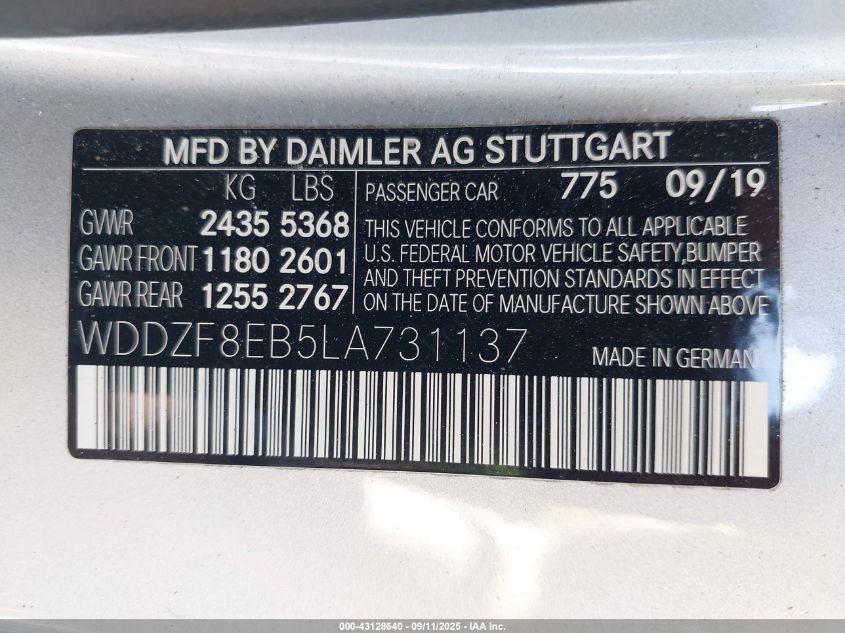 MFD BY DAIMLER AG STUTTGART
KG LBS
GVWR 2435 5368
GAWR FRONT 1180 2601
GAWR REAR 1255 2767
PASSENGER CAR 775 09/19
THIS VEHICLE CONFORMS TO ALL APPLICABLE
U.S. FEDERAL MOTOR VEHICLE SAFETY,BUMPER
AND THEFT PREVENTION STANDARDS IN EFFECT
ON THE DATE OF MANUFACTURE SHOWN ABOVE
WDDZF8EB5LA731137 MADE IN GERMANY
000-43128640 - 09/11/2025 - IAA Inc.